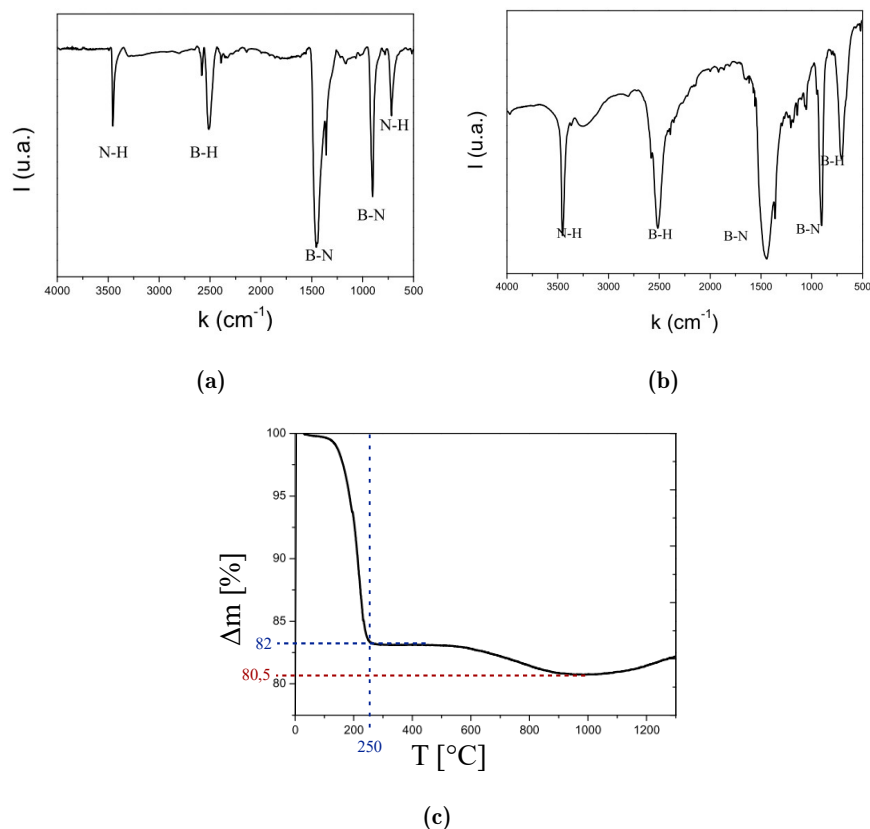 I (u.a.)
N-H
B-H
B-N
B-N
N-H
4000 3500 3000 2500 2000 1500 1000 500
k (cm⁻¹)
(a)
I (u.a.)
N-H
B-H
B-N
B-N
B-H
4000 3500 3000 2500 2000 1500 1000 500
k (cm⁻¹)
(b)
Δm [%]
100
95
90
85
82
80,5
80
0 200 400 600 800 1000 1200
250
T [°C]
(c)